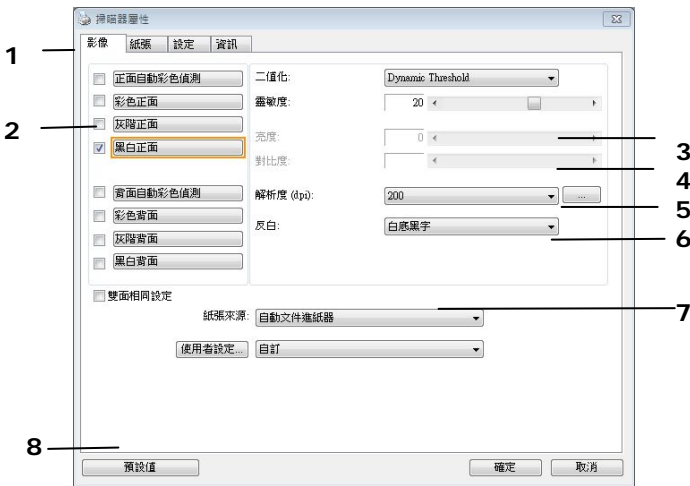 掃瞄器屬性
1
影像 紙張 設定 資訊
正面自動彩色偵測
二值化: Dynamic Threshold
彩色正面
靈敏度: 20
2
灰階正面
亮度: 0
3
黑白正面
對比度:
4
背面自動彩色偵測
解析度 (dpi): 200 ...
5
彩色背面
反白: 白底黑字
6
灰階背面
黑白背面
雙面相同設定
紙張來源: 自動文件進紙器
7
使用者設定... 自訂
8
預設值 確定 取消